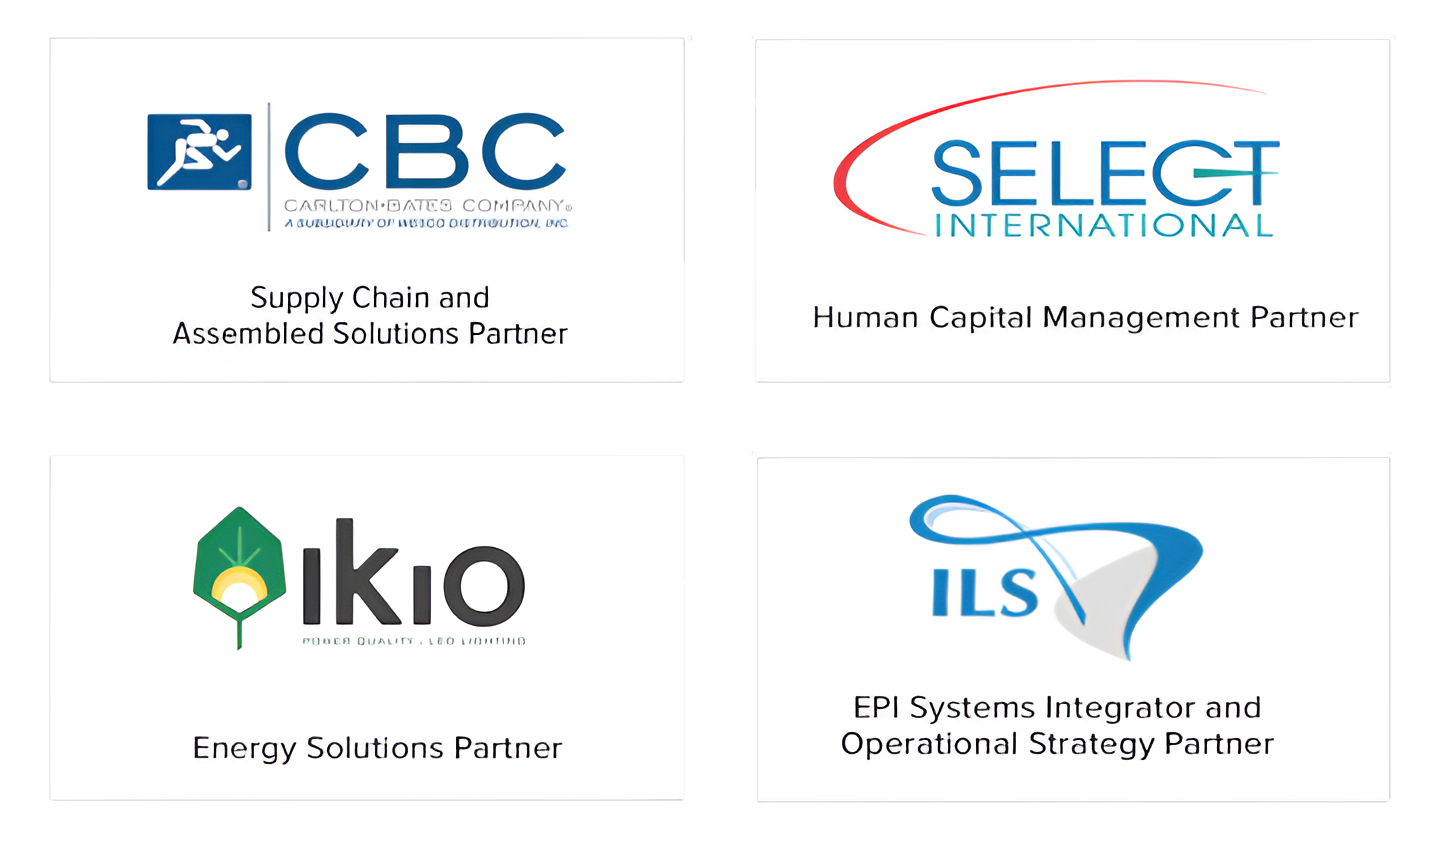 CBC
CARLTON·BATES COMPANY®
A SUBSIDIARY OF WESCO DISTRIBUTION, INC.
Supply Chain and
Assembled Solutions Partner
SELECT
INTERNATIONAL
Human Capital Management Partner
IKIO
POWER QUALITY . LED LIGHTING
Energy Solutions Partner
ILS
EPI Systems Integrator and
Operational Strategy Partner